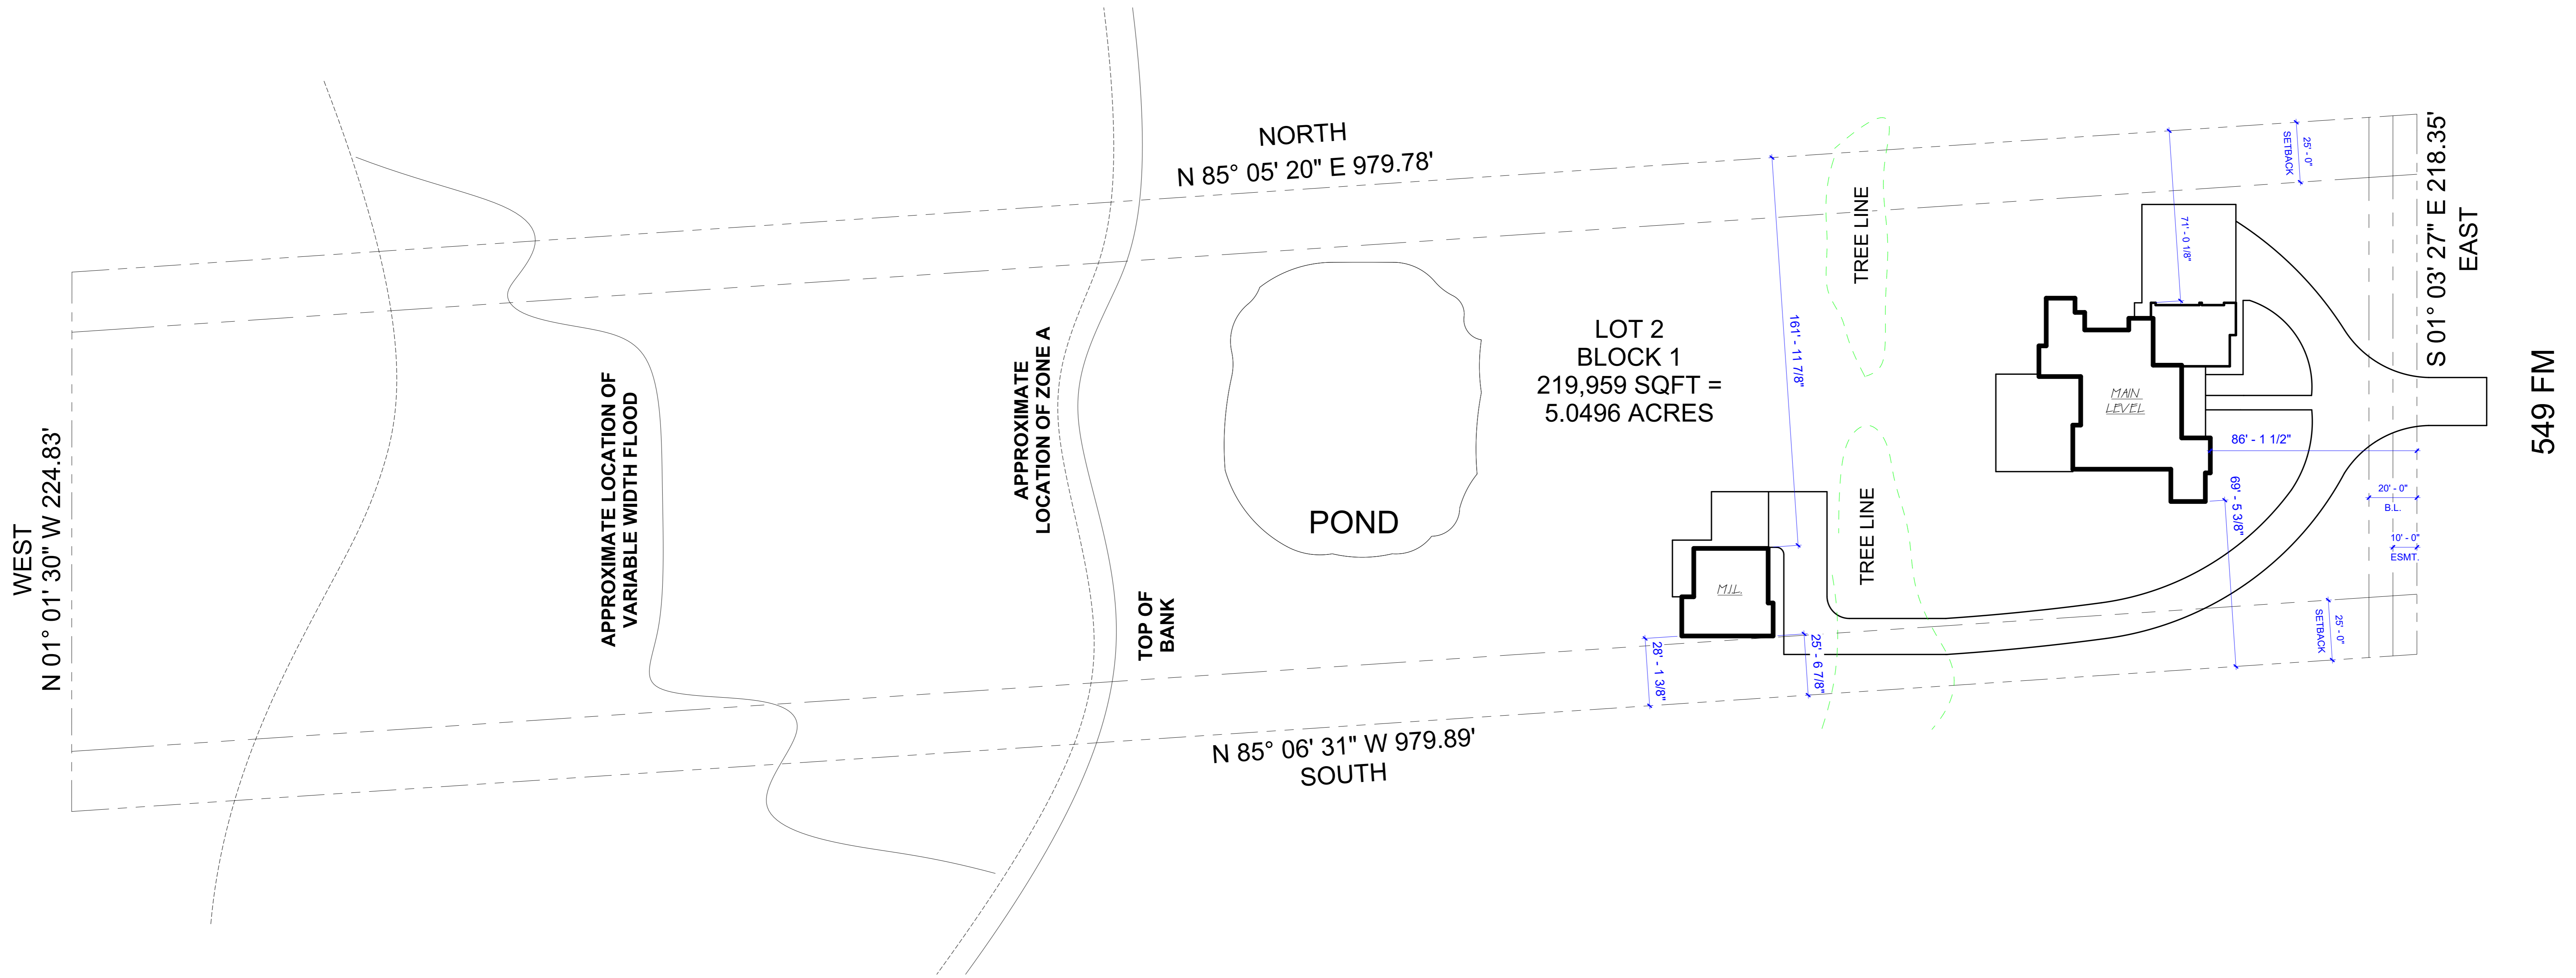 WEST
N 01° 01' 30" W 224.83'
APPROXIMATE LOCATION OF
VARIABLE WIDTH FLOOD
APPROXIMATE
LOCATION OF ZONE A
TOP OF
BANK
NORTH
N 85° 05' 20" E 979.78'
POND
N 85° 06' 31" W 979.89'
SOUTH
LOT 2
BLOCK 1
219,959 SQFT =
5.0496 ACRES
161' - 11 7/8"
TREE LINE
TREE LINE
M.I.L.
28' - 1 3/8"
25' - 6 7/8"
71' - 0 1/8"
MAIN
LEVEL
86' - 1 1/2"
69' - 5 3/8"
25' - 0"
SETBACK
25' - 0"
SETBACK
20' - 0"
B.L.
10' - 0"
ESMT.
S 01° 03' 27" E 218.35'
EAST
549 FM